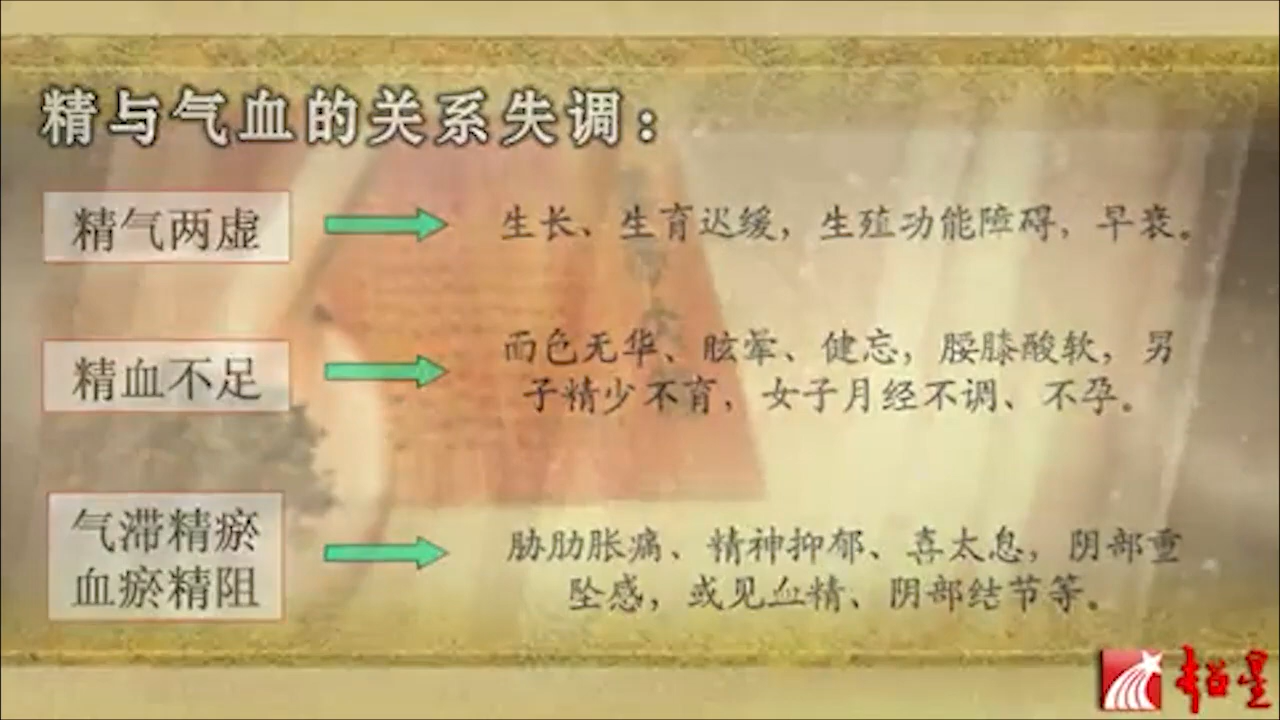 精与气血的关系失调：
精气两虚
生长、生育迟缓，生殖功能障碍，早衰。
精血不足
面色无华、眩晕、健忘，腰膝酸软，男
子精少不育，女子月经不调、不孕。
气滞精瘀
血瘀精阻
胁肋胀痛、精神抑郁、喜太息，阴部重
坠感，或见血精、阴部结节等。
超星